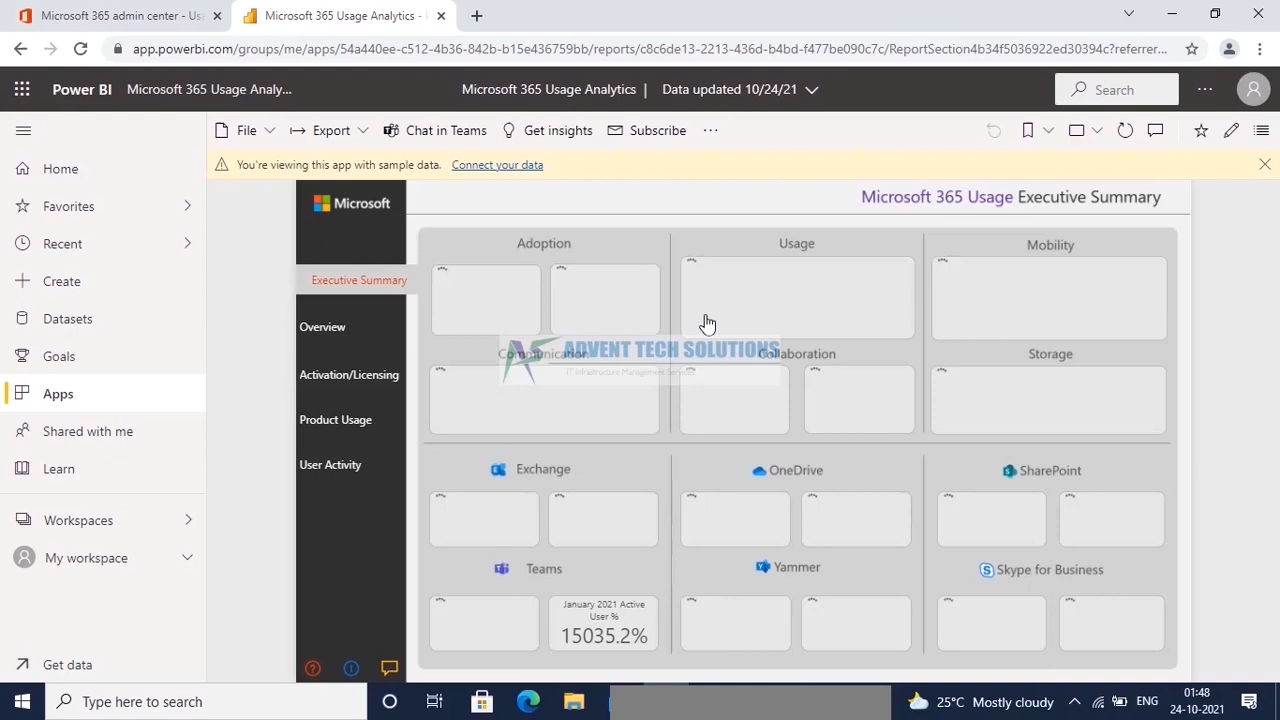 Microsoft 365 admin center - Us
Microsoft 365 Usage Analytics -
app.powerbi.com/groups/me/apps/54a440ee-c512-4b36-842b-b15e436759bb/reports/c8c6de13-2213-436d-b4bd-f477be090c7c/ReportSection4b34f5036922ed30394c?referrer...
Power BI Microsoft 365 Usage Analy... Microsoft 365 Usage Analytics | Data updated 10/24/21 Search
File Export Chat in Teams Get insights Subscribe ...
You're viewing this app with sample data. Connect your data
Home
Favorites
Recent
Create
Datasets
Goals
Apps
Shared with me
Learn
Workspaces
My workspace
Get data
Microsoft
Executive Summary
Overview
Activation/Licensing
Product Usage
User Activity
Microsoft 365 Usage Executive Summary
Adoption Usage Mobility
Communication Collaboration Storage
ADVENT TECH SOLUTIONS
IT Infrastructure Management Services
Exchange OneDrive SharePoint
Teams Yammer Skype for Business
January 2021 Active
User %
15035.2%
Type here to search
25°C Mostly cloudy
ENG
01:48
24-10-2021